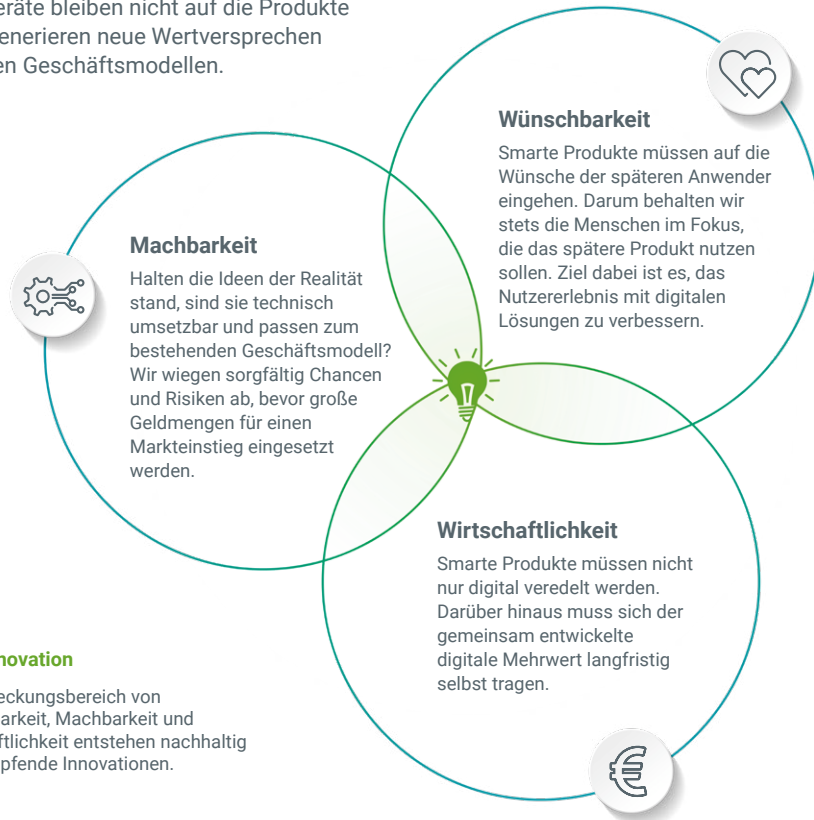 eräte bleiben nicht auf die Produkte
enerieren neue Wertversprechen
en Geschäftsmodellen.
Wünschbarkeit
Smarte Produkte müssen auf die
Wünsche der späteren Anwender
eingehen. Darum behalten wir
stets die Menschen im Fokus,
die das spätere Produkt nutzen
sollen. Ziel dabei ist es, das
Nutzererlebnis mit digitalen
Lösungen zu verbessern.
Machbarkeit
Halten die Ideen der Realität
stand, sind sie technisch
umsetzbar und passen zum
bestehenden Geschäftsmodell?
Wir wiegen sorgfältig Chancen
und Risiken ab, bevor große
Geldmengen für einen
Markteinstieg eingesetzt
werden.
Wirtschaftlichkeit
Smarte Produkte müssen nicht
nur digital veredelt werden.
Darüber hinaus muss sich der
gemeinsam entwickelte
digitale Mehrwert langfristig
selbst tragen.
novation
eckungsbereich von
arkeit, Machbarkeit und
ftlichkeit entstehen nachhaltig
pfende Innovationen.
€